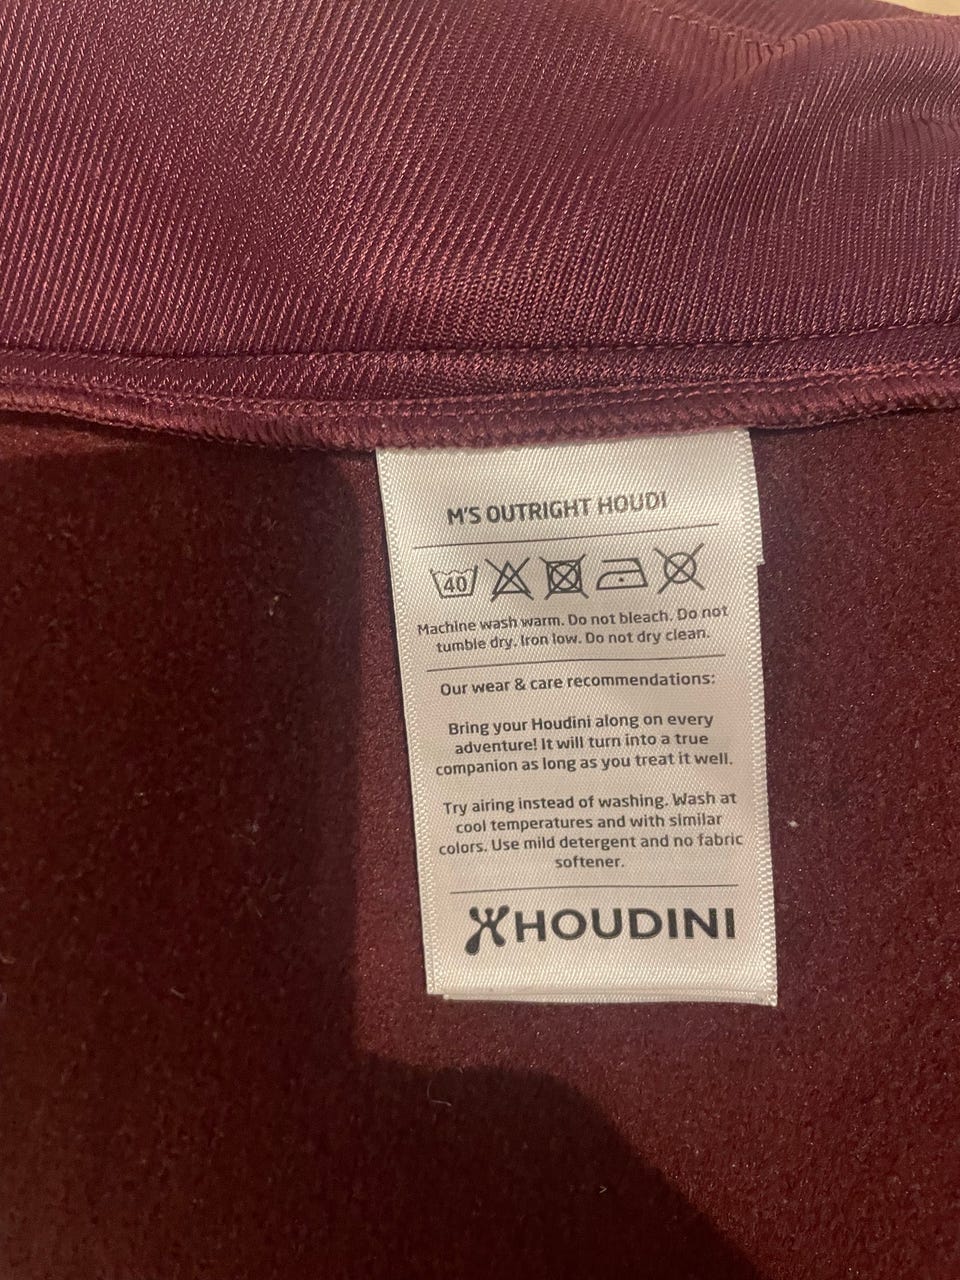 M'S OUTRIGHT HOUDI
40
Machine wash warm. Do not bleach. Do not
tumble dry. Iron low. Do not dry clean.
Our wear & care recommendations:
Bring your Houdini along on every
adventure! It will turn into a true
companion as long as you treat it well.
Try airing instead of washing. Wash at
cool temperatures and with similar
colors. Use mild detergent and no fabric
softener.
HOUDINI